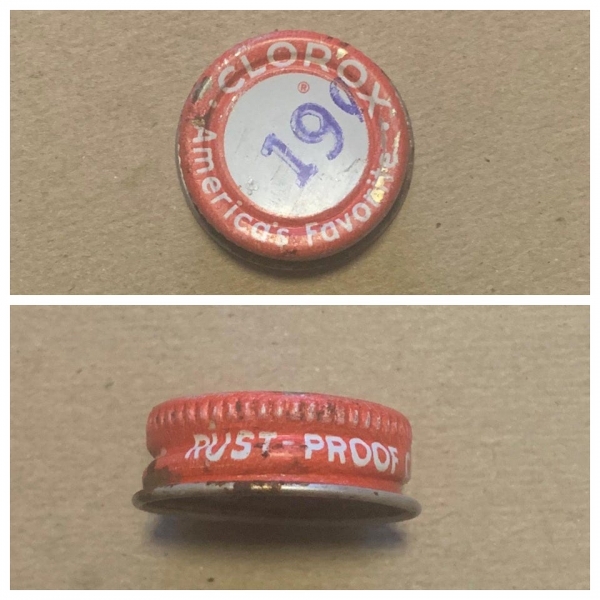 CLOROX
®
19¢
America's Favorite
RUST-PROOF